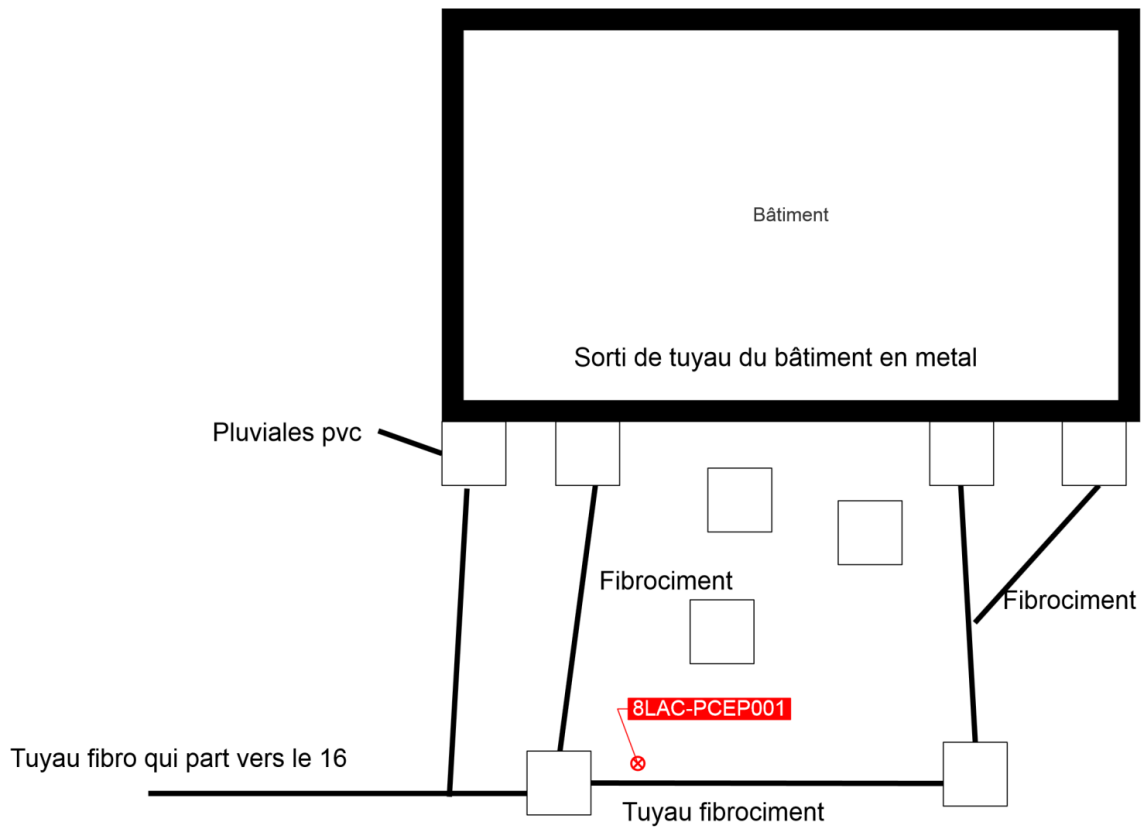 Bâtiment
Sorti de tuyau du bâtiment en metal
Pluviales pvc
Fibrociment
Fibrociment
8LAC-PCEP001
Tuyau fibro qui part vers le 16
Tuyau fibrociment